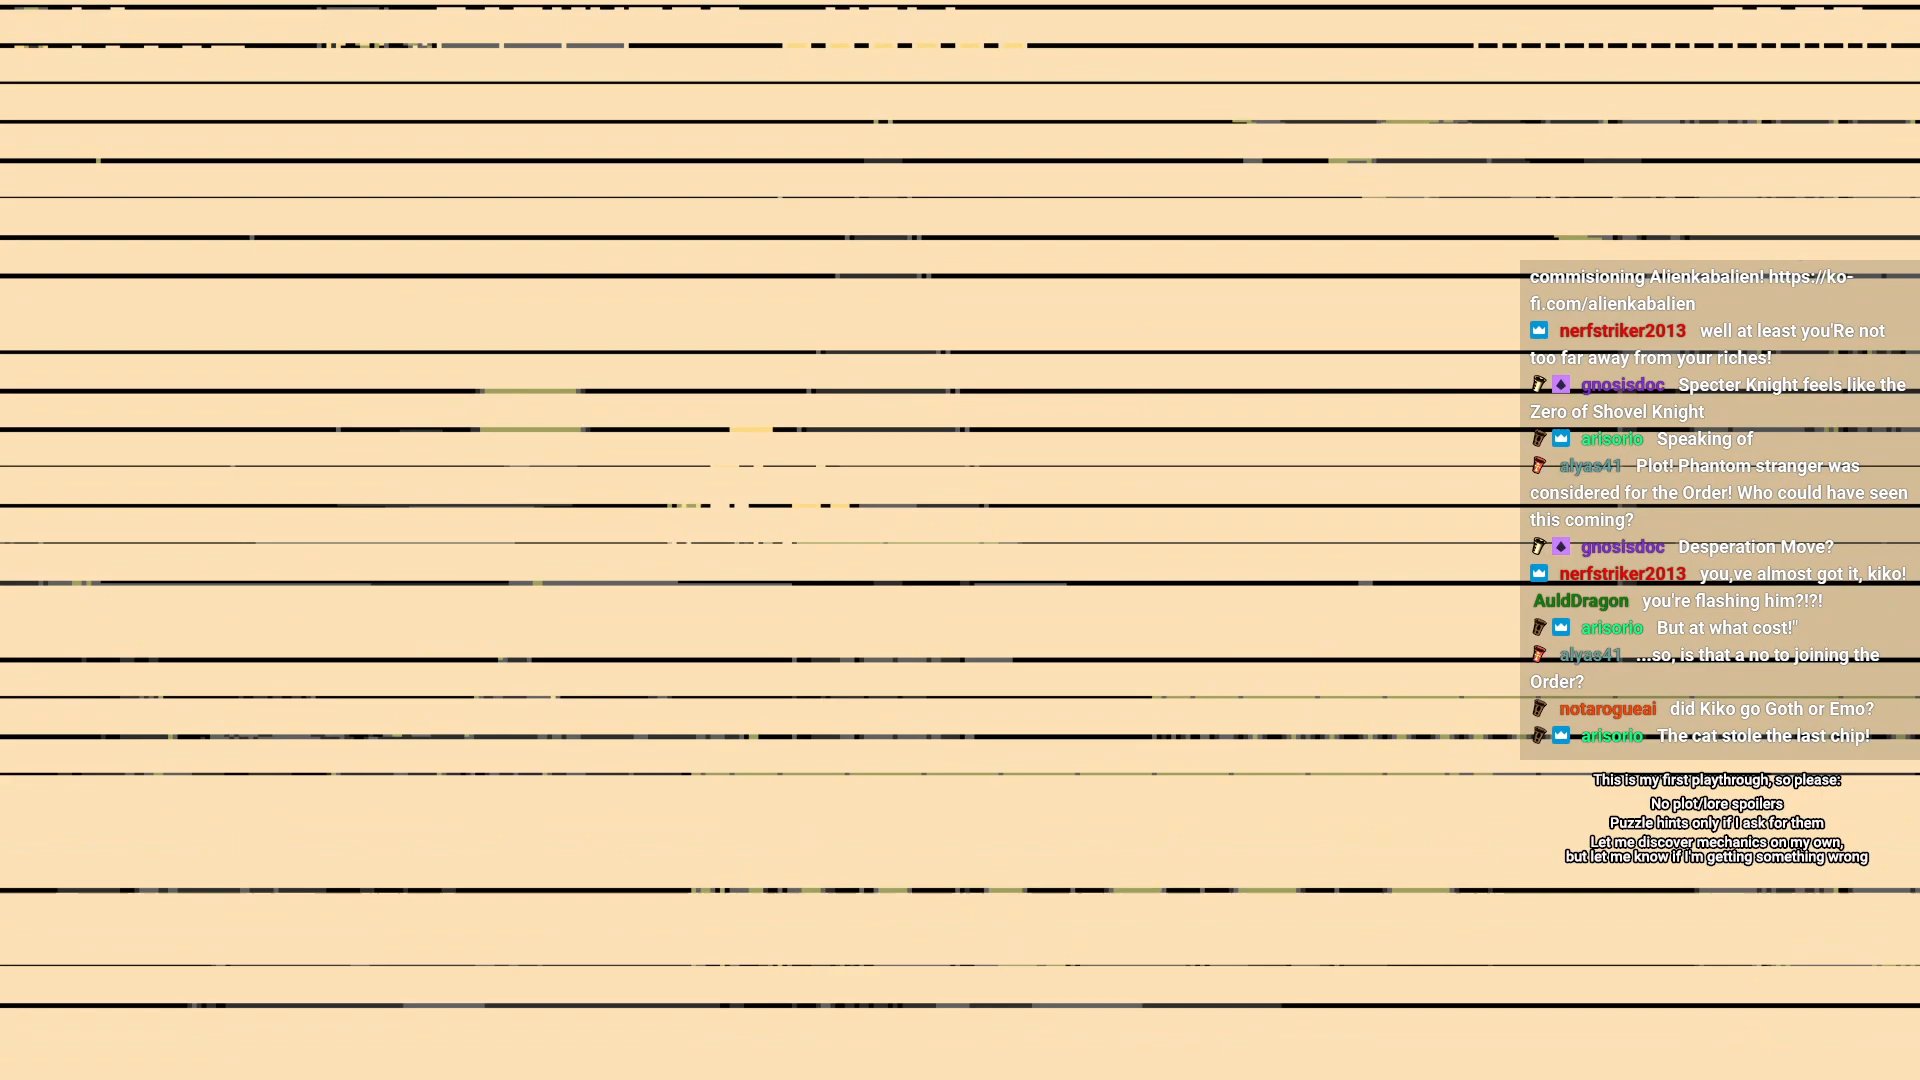 commisioning Alienkabalien! https://ko-
fi.com/alienkabalien
nerfstriker2013 well at least you'Re not
too far away from your riches!
gnosisdoc Specter Knight feels like the
Zero of Shovel Knight
arisorio Speaking of
alyas41 Plot! Phantom stranger was
considered for the Order! Who could have seen
this coming?
gnosisdoc Desperation Move?
nerfstriker2013 you,ve almost got it, kiko!
AuldDragon you're flashing him?!?!
arisorio But at what cost!"
alyas41 ...so, is that a no to joining the
Order?
notarogueai did Kiko go Goth or Emo?
arisorio The cat stole the last chip!
This is my first playthrough, so please:
No plot/lore spoilers
Puzzle hints only if I ask for them
Let me discover mechanics on my own,
but let me know if I'm getting something wrong